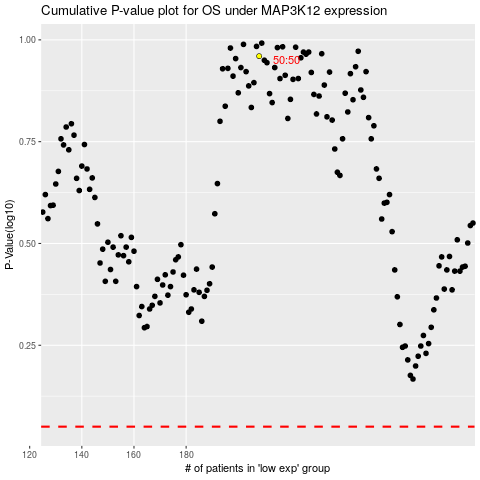 Cumulative P-value plot for OS under MAP3K12 expression
1.00
50:50
0.75
P-Value(log10)
0.50
0.25
120 140 160 180
# of patients in 'low exp' group